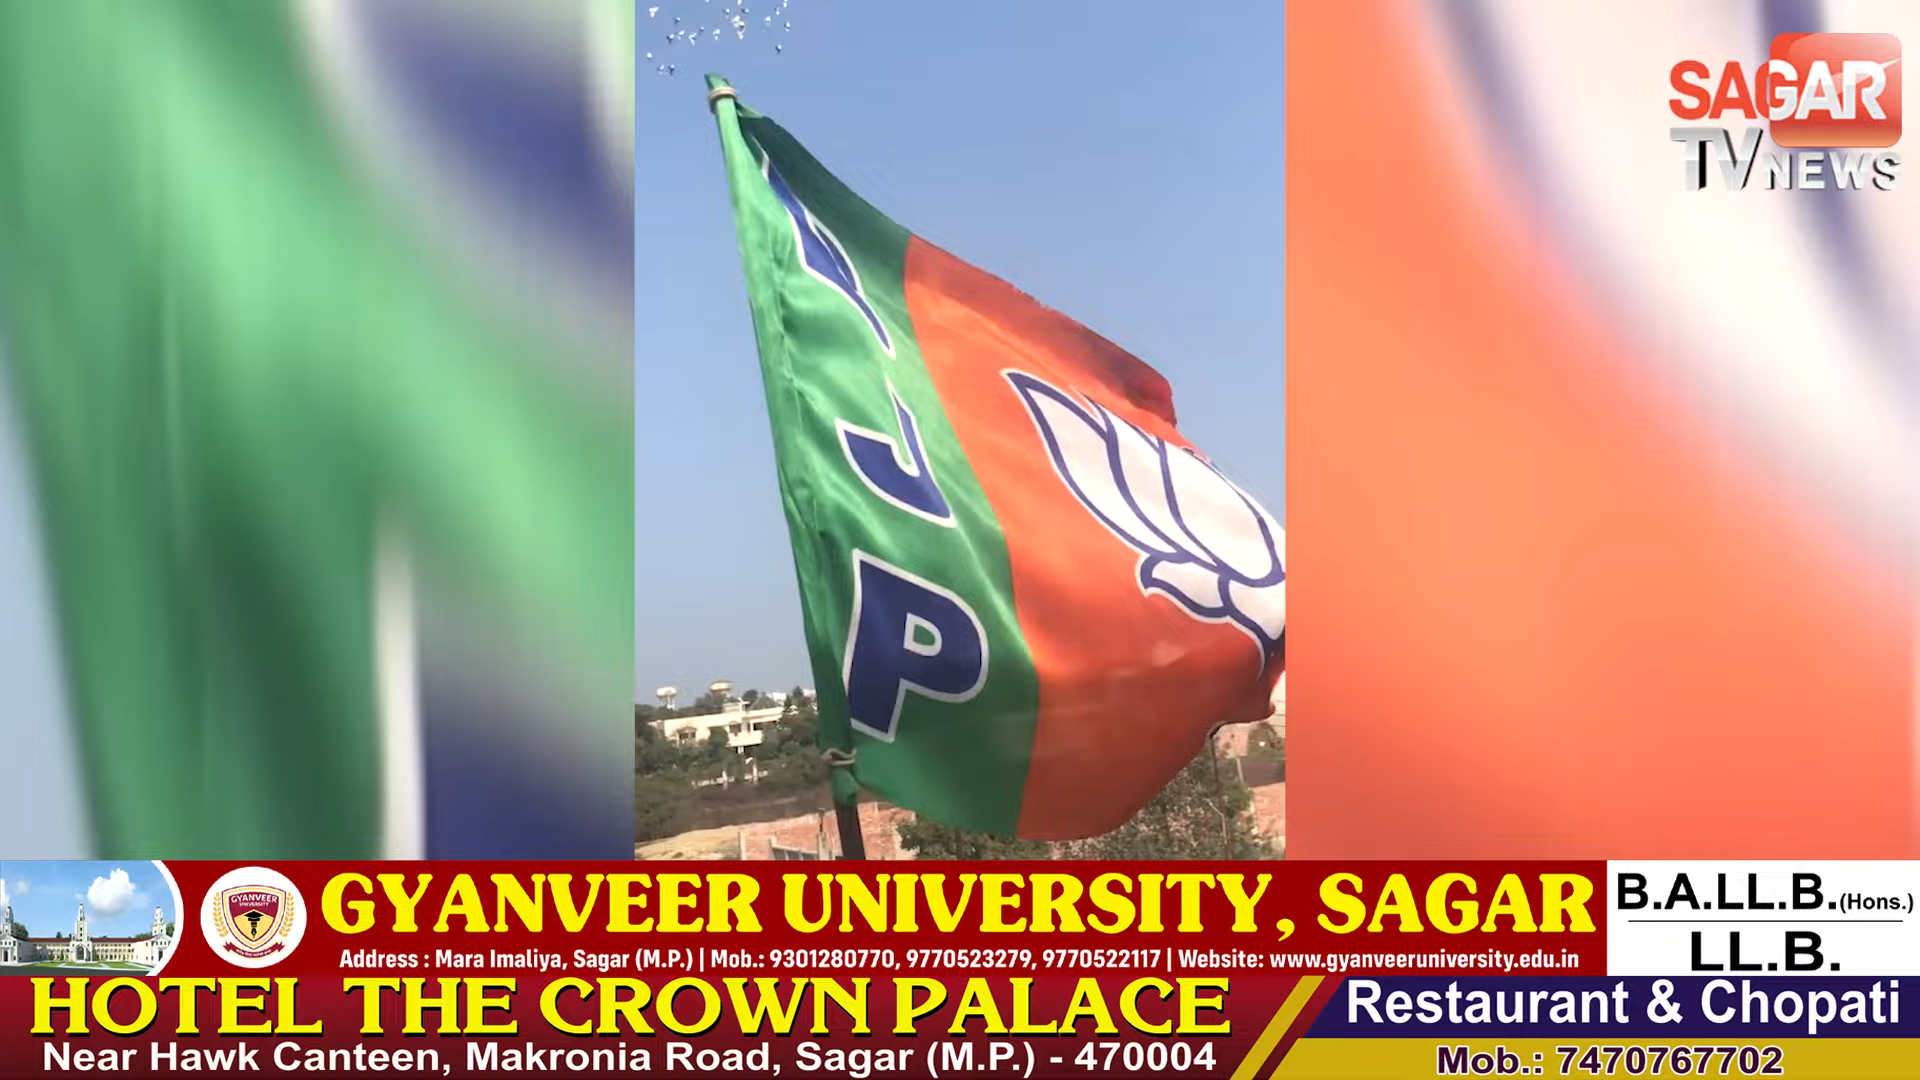 SAGAR
TV NEWS
BJP
GYANVEER
UNIVERSITY
GYANVEER UNIVERSITY, SAGAR
Address : Mara Imaliya, Sagar (M.P.) | Mob.: 9301280770, 9770523279, 9770522117 | Website: www.gyanveeruniversity.edu.in
B.A.LL.B.(Hons.)
LL.B.
HOTEL THE CROWN PALACE
Near Hawk Canteen, Makronia Road, Sagar (M.P.) - 470004
Restaurant & Chopati
Mob.: 7470767702